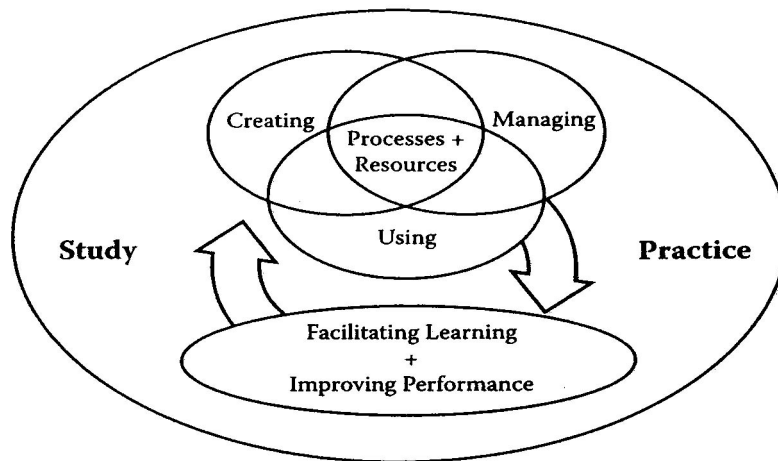 Creating
Managing
Processes +
Resources
Using
Study
Practice
Facilitating Learning
+
Improving Performance